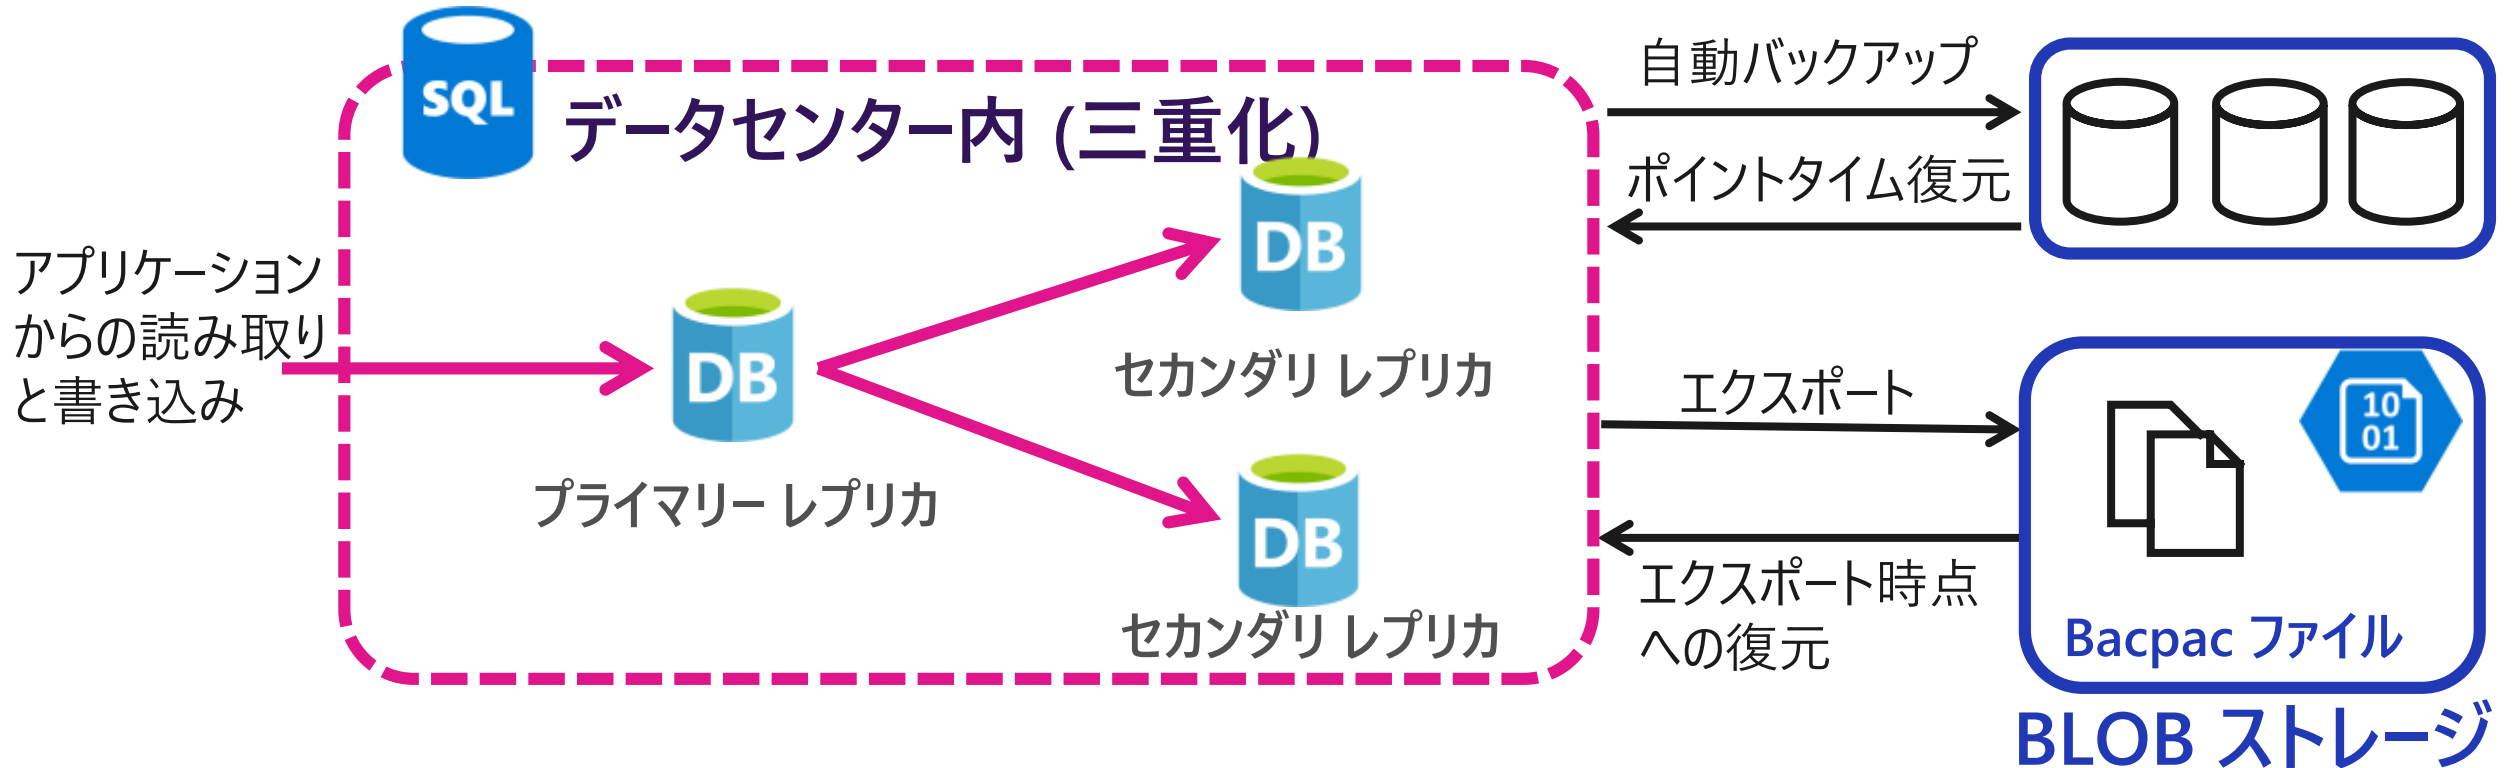 SQL
データセンター内 (三重化)
自動バックアップ
ポイントタイム復元
アプリケーション
からの読み取り
と書き込み
DB
プライマリー レプリカ
DB
セカンダリ レプリカ
DB
セカンダリ レプリカ
エクスポート
エクスポート時点
への復元
10
01
Bacpac ファイル
BLOB ストレージ